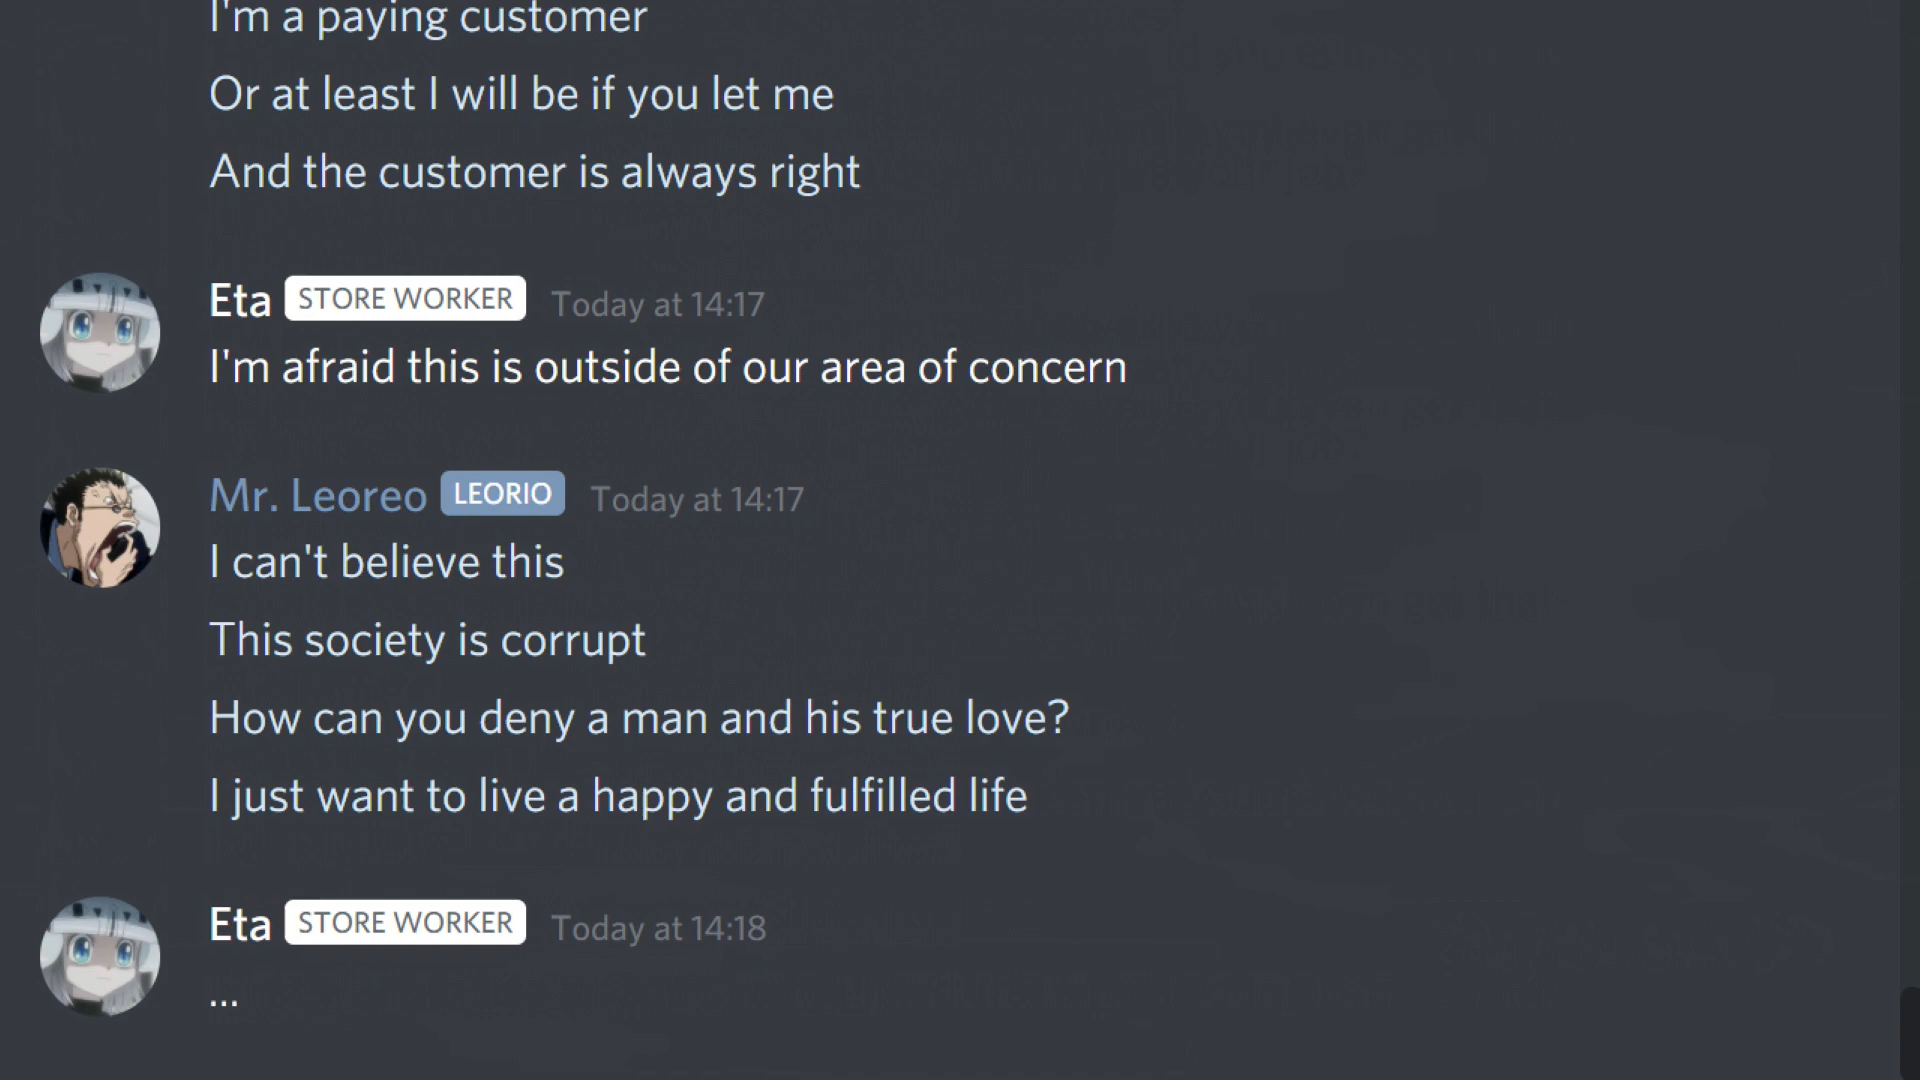 I'm a paying customer
Or at least I will be if you let me
And the customer is always right
Eta STORE WORKER Today at 14:17
I'm afraid this is outside of our area of concern
Mr. Leoreo LEORIO Today at 14:17
I can't believe this
This society is corrupt
How can you deny a man and his true love?
I just want to live a happy and fulfilled life
Eta STORE WORKER Today at 14:18
...